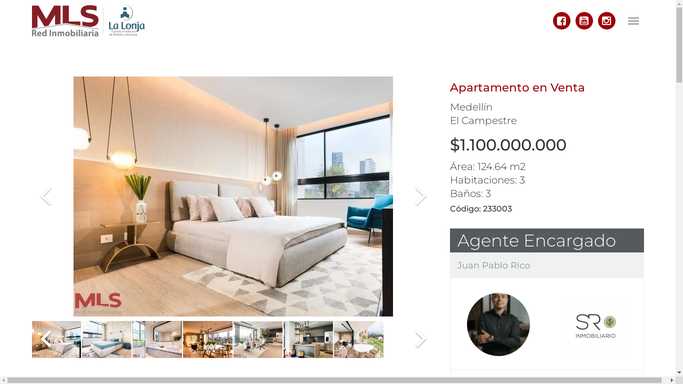 MLS
Red Inmobiliaria
La Lonja
Apartamento en Venta
Medellín
El Campestre
$1.100.000.000
Área: 124.64 m2
Habitaciones: 3
Baños: 3
Código: 233003
Agente Encargado
Juan Pablo Rico
MLS
SR
INMOBILIARIO